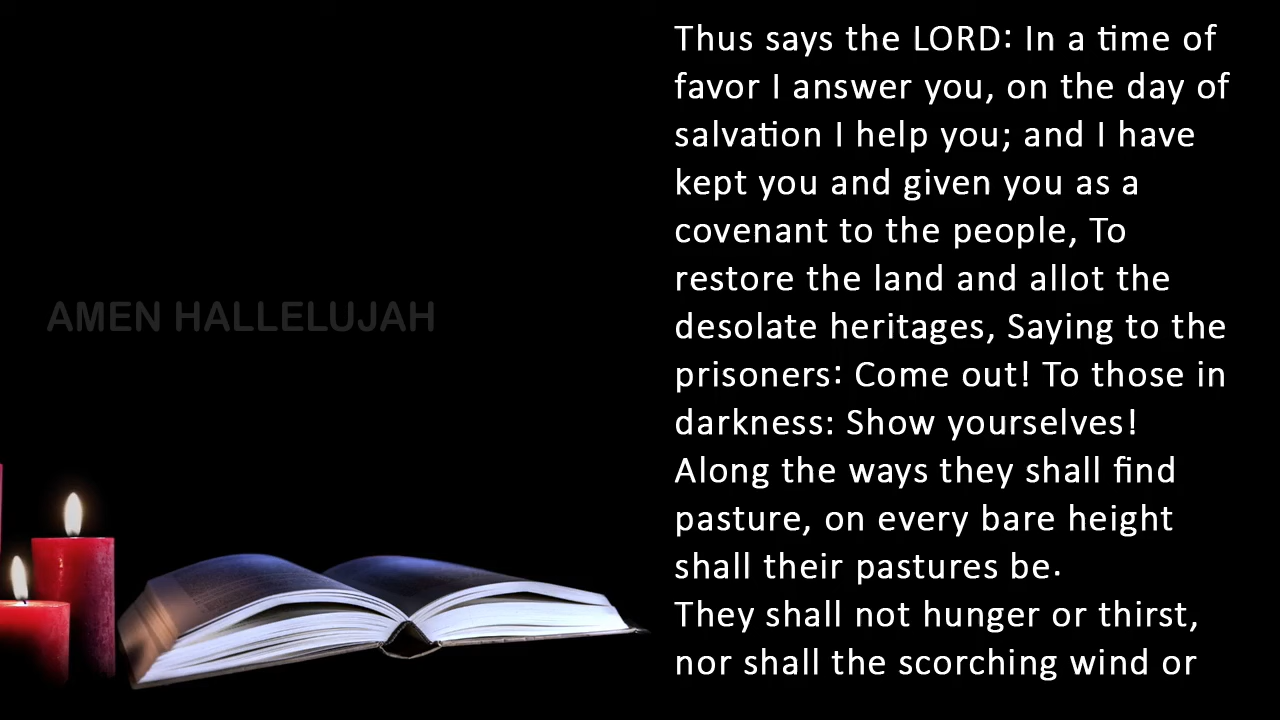 Thus says the LORD: In a time of
favor I answer you, on the day of
salvation I help you; and I have
kept you and given you as a
covenant to the people, To
restore the land and allot the
desolate heritages, Saying to the
prisoners: Come out! To those in
darkness: Show yourselves!
Along the ways they shall find
pasture, on every bare height
shall their pastures be.
They shall not hunger or thirst,
nor shall the scorching wind or
AMEN HALLELUJAH